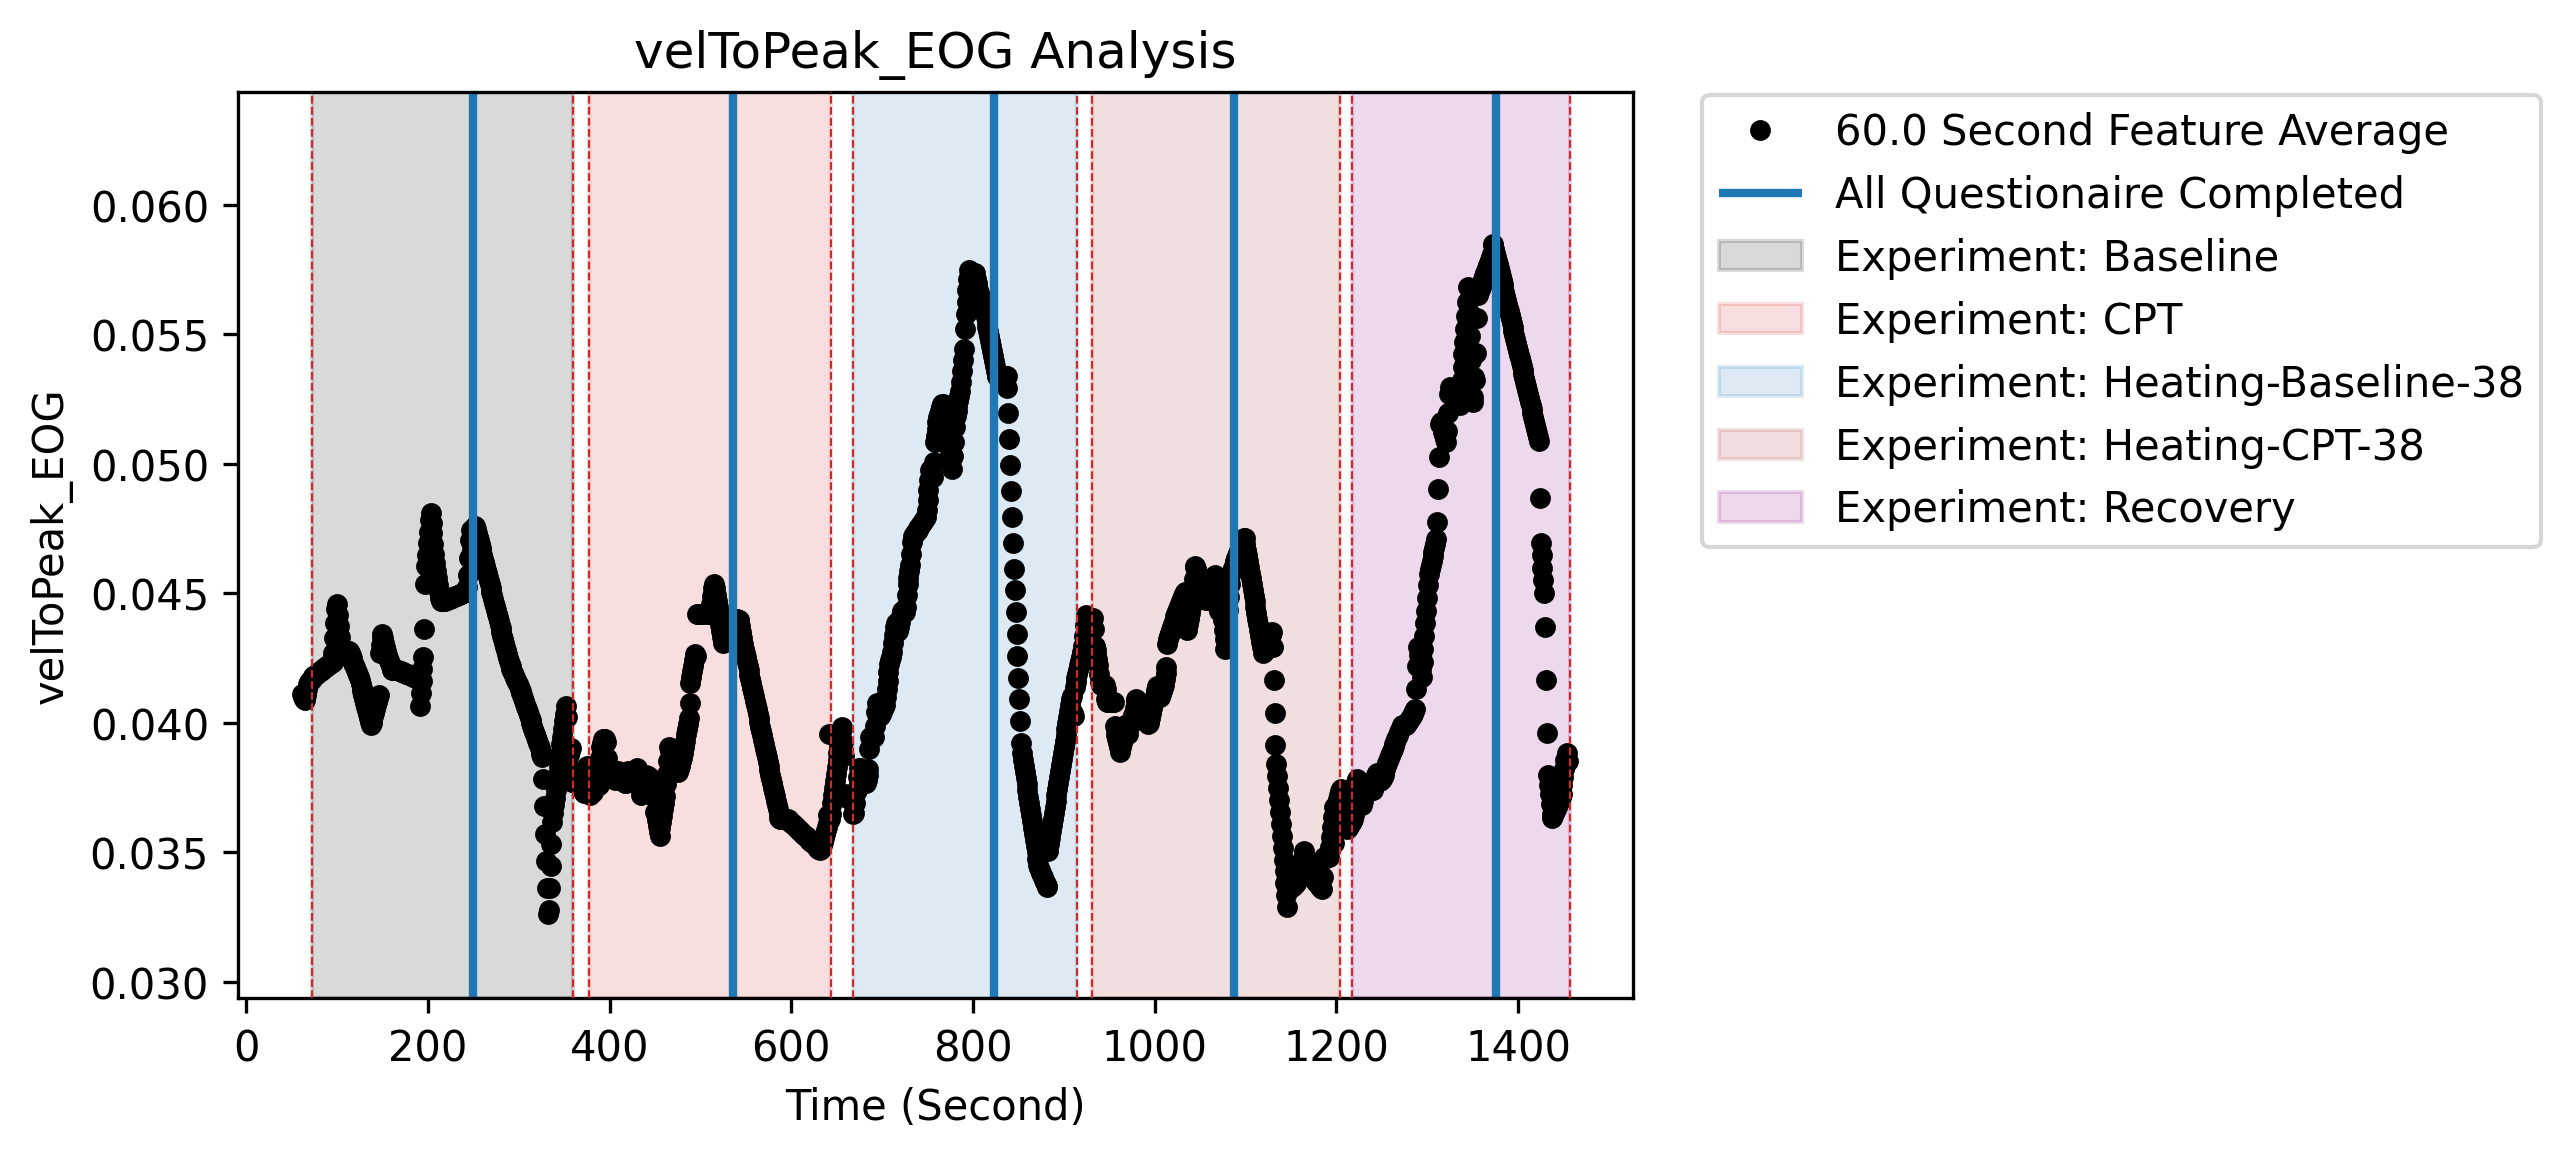 velToPeak_EOG Analysis
velToPeak_EOG
0.060
0.055
0.050
0.045
0.040
0.035
0.030
0
200
400
600
800
1000
1200
1400
Time (Second)
60.0 Second Feature Average
All Questionaire Completed
Experiment: Baseline
Experiment: CPT
Experiment: Heating-Baseline-38
Experiment: Heating-CPT-38
Experiment: Recovery